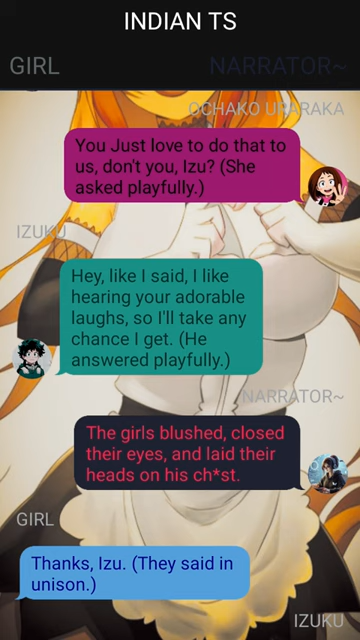 INDIAN TS
GIRL
NARRATOR~
OCHAKO URARAKA
You Just love to do that to
us, don't you, Izu? (She
asked playfully.)
IZUKU
Hey, like I said, I like
hearing your adorable
laughs, so I'll take any
chance I get. (He
answered playfully.)
NARRATOR~
The girls blushed, closed
their eyes, and laid their
heads on his ch*st.
GIRL
Thanks, Izu. (They said in
unison.)
IZUKU